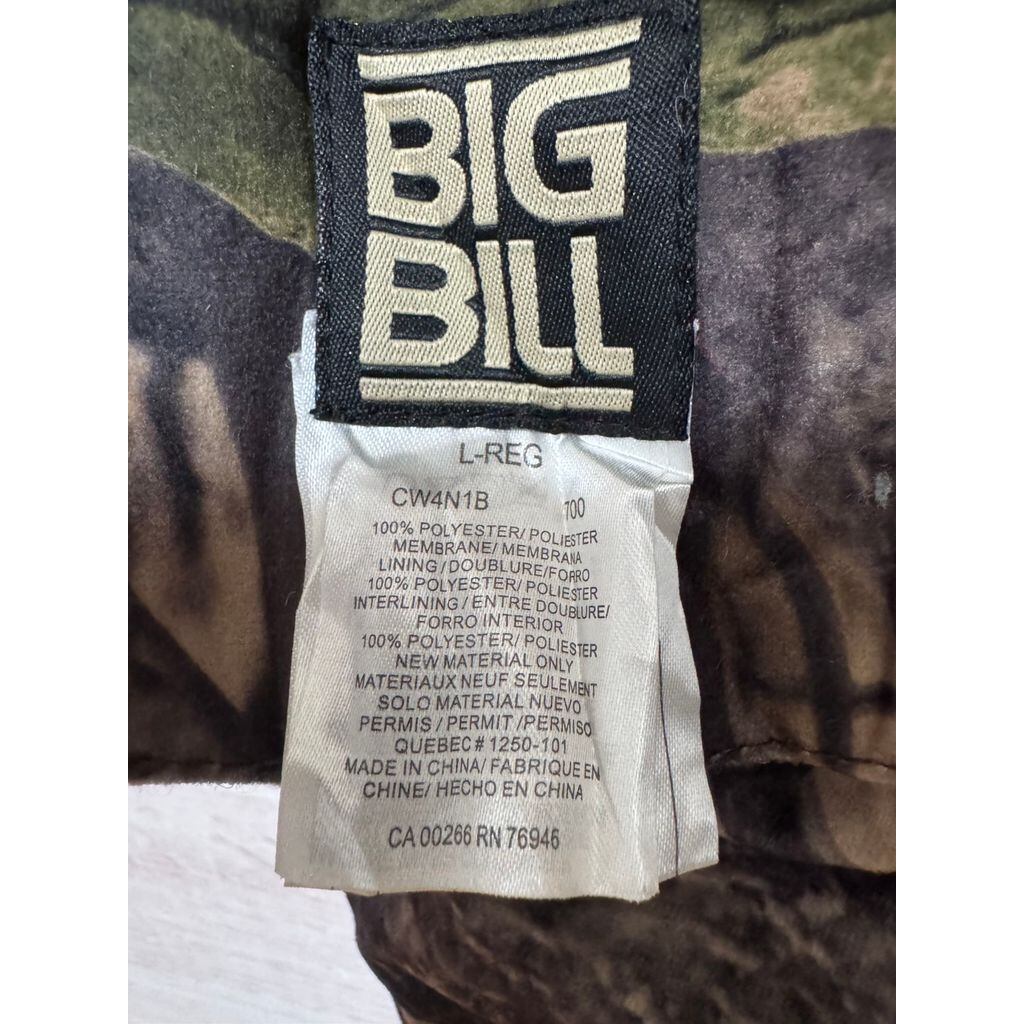 BIG
BILL
L-REG
CW4N1B 700
100% POLYESTER/ POLIESTER
MEMBRANE/ MEMBRANA
LINING/DOUBLURE/FORRO
100% POLYESTER/ POLIESTER
INTERLINING/ENTRE DOUBLURE/
FORRO INTERIOR
100% POLYESTER/ POLIESTER
NEW MATERIAL ONLY
MATERIAUX NEUF SEULEMENT
SOLO MATERIAL NUEVO
PERMIS / PERMIT /PERMISO
QUEBEC # 1250-101
MADE IN CHINA/ FABRIQUE EN
CHINE/ HECHO EN CHINA
CA 00266 RN 76946